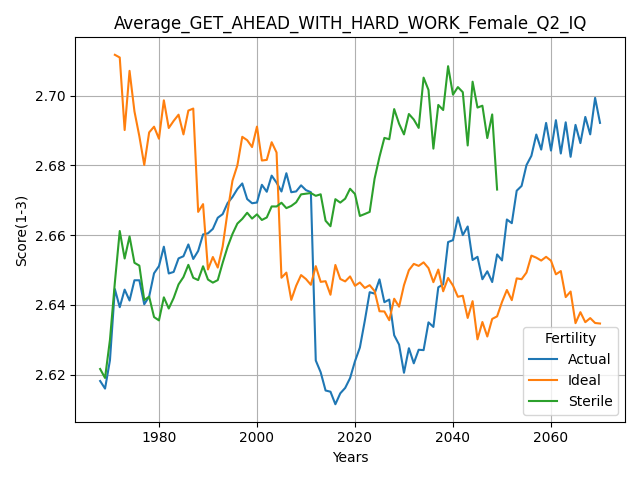 Average_GET_AHEAD_WITH_HARD_WORK_Female_Q2_IQ
Score(1-3)
2.70
2.68
2.66
2.64
2.62
1980 2000 2020 2040 2060
Years
Fertility
Actual
Ideal
Sterile